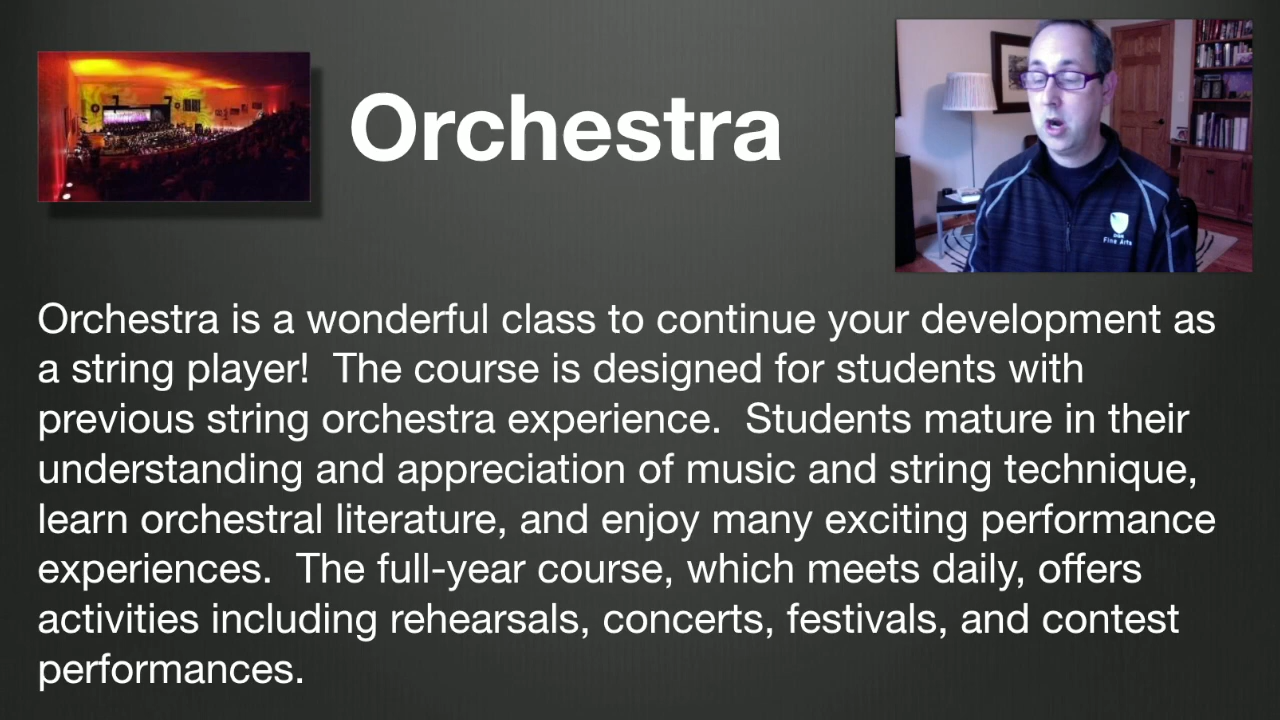 Orchestra
Fine Arts
Orchestra is a wonderful class to continue your development as
a string player!  The course is designed for students with
previous string orchestra experience.  Students mature in their
understanding and appreciation of music and string technique,
learn orchestral literature, and enjoy many exciting performance
experiences.  The full-year course, which meets daily, offers
activities including rehearsals, concerts, festivals, and contest
performances.